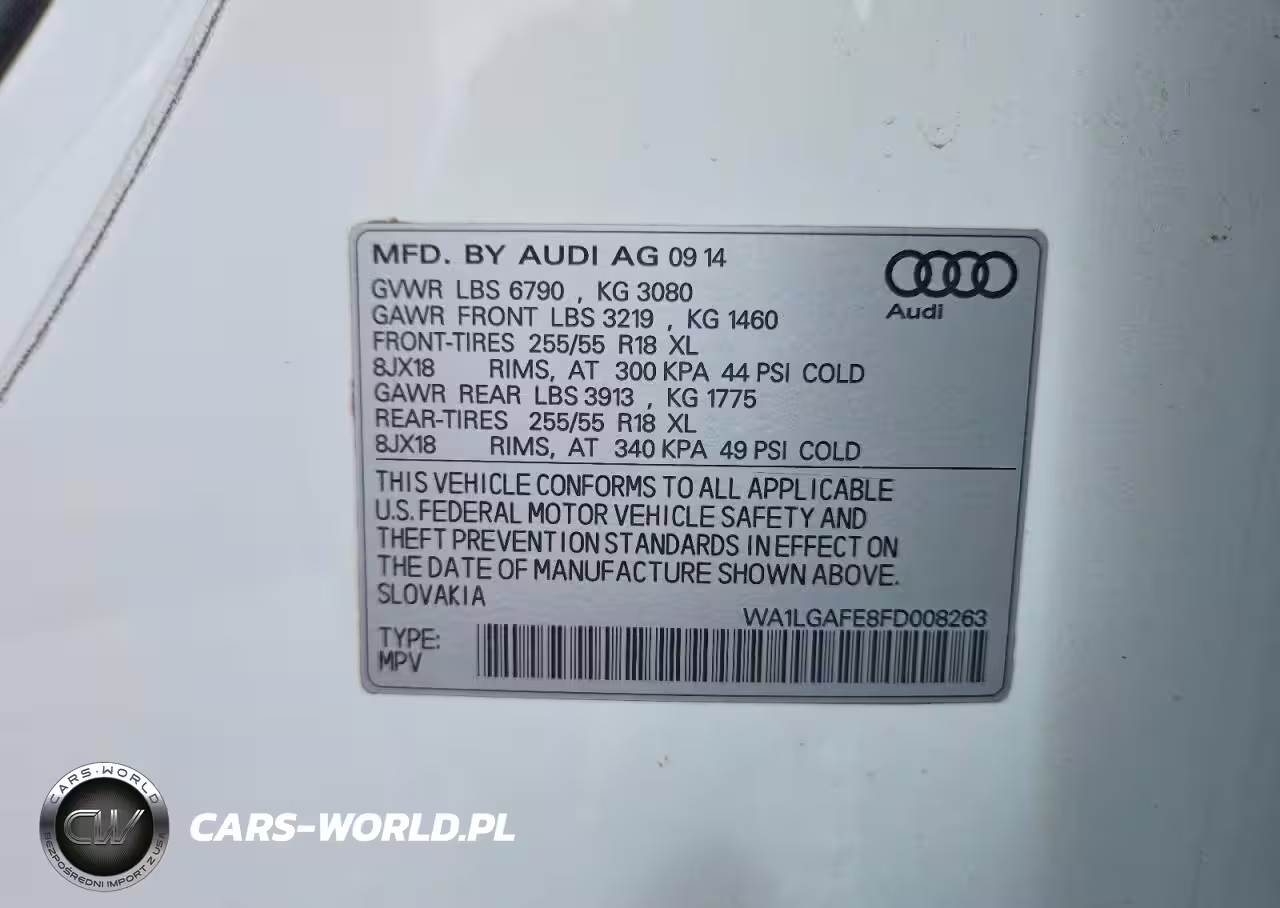 MFD. BY AUDI AG 09 14
GVWR LBS 6790 , KG 3080
GAWR FRONT LBS 3219 , KG 1460
FRONT-TIRES 255/55 R18 XL
8JX18 RIMS, AT 300 KPA 44 PSI COLD
GAWR REAR LBS 3913 , KG 1775
REAR-TIRES 255/55 R18 XL
8JX18 RIMS, AT 340 KPA 49 PSI COLD
Audi
THIS VEHICLE CONFORMS TO ALL APPLICABLE
U.S. FEDERAL MOTOR VEHICLE SAFETY AND
THEFT PREVENTION STANDARDS IN EFFECT ON
THE DATE OF MANUFACTURE SHOWN ABOVE.
SLOVAKIA
WA1LGAFE8FD008263
TYPE:
MPV
CARS-WORLD
CW
BEZPOŚREDNI IMPORT Z USA
CARS-WORLD.PL